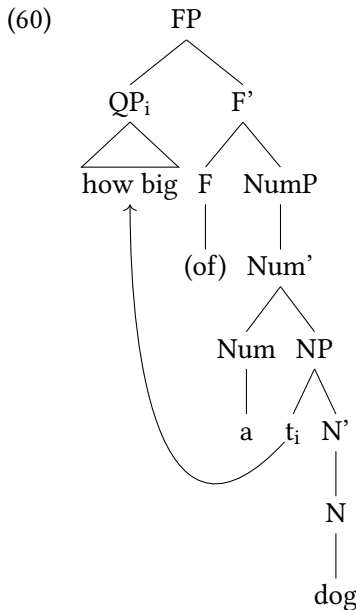 (60) FP
QPi F'
how big F NumP
(of) Num'
Num NP
a ti N'
N
dog